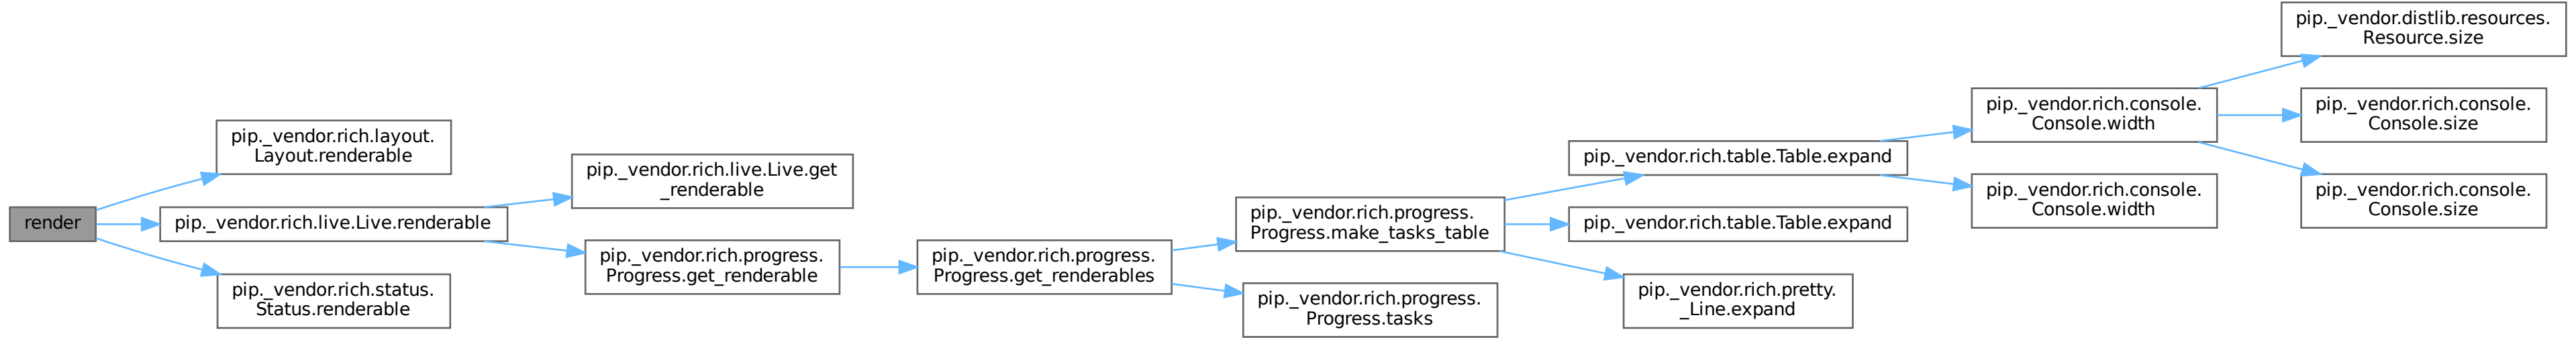 render
pip._vendor.rich.layout.
Layout.renderable
pip._vendor.rich.live.Live.renderable
pip._vendor.rich.status.
Status.renderable
pip._vendor.rich.live.Live.get
_renderable
pip._vendor.rich.progress.
Progress.get_renderable
pip._vendor.rich.progress.
Progress.get_renderables
pip._vendor.rich.progress.
Progress.make_tasks_table
pip._vendor.rich.progress.
Progress.tasks
pip._vendor.rich.table.Table.expand
pip._vendor.rich.table.Table.expand
pip._vendor.rich.pretty.
_Line.expand
pip._vendor.rich.console.
Console.width
pip._vendor.rich.console.
Console.width
pip._vendor.distlib.resources.
Resource.size
pip._vendor.rich.console.
Console.size
pip._vendor.rich.console.
Console.size